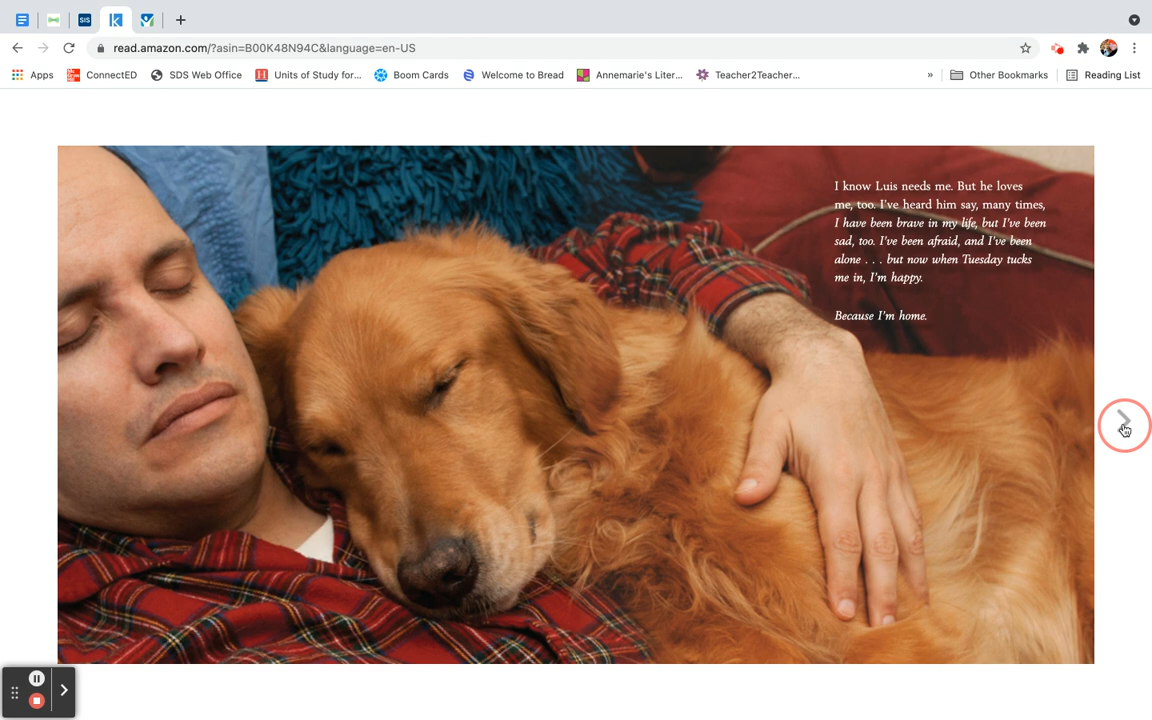 SIS
read.amazon.com/?asin=B00K48N94C&language=en-US
Apps
ConnectED
SDS Web Office
Units of Study for...
Boom Cards
Welcome to Bread
Annemarie's Liter...
Teacher2Teacher...
»
Other Bookmarks
Reading List
I know Luis needs me. But he loves
me, too. I've heard him say, many times,
I have been brave in my life, but I've been
sad, too. I've been afraid, and I've been
alone . . . but now when Tuesday tucks
me in, I'm happy.
Because I'm home.